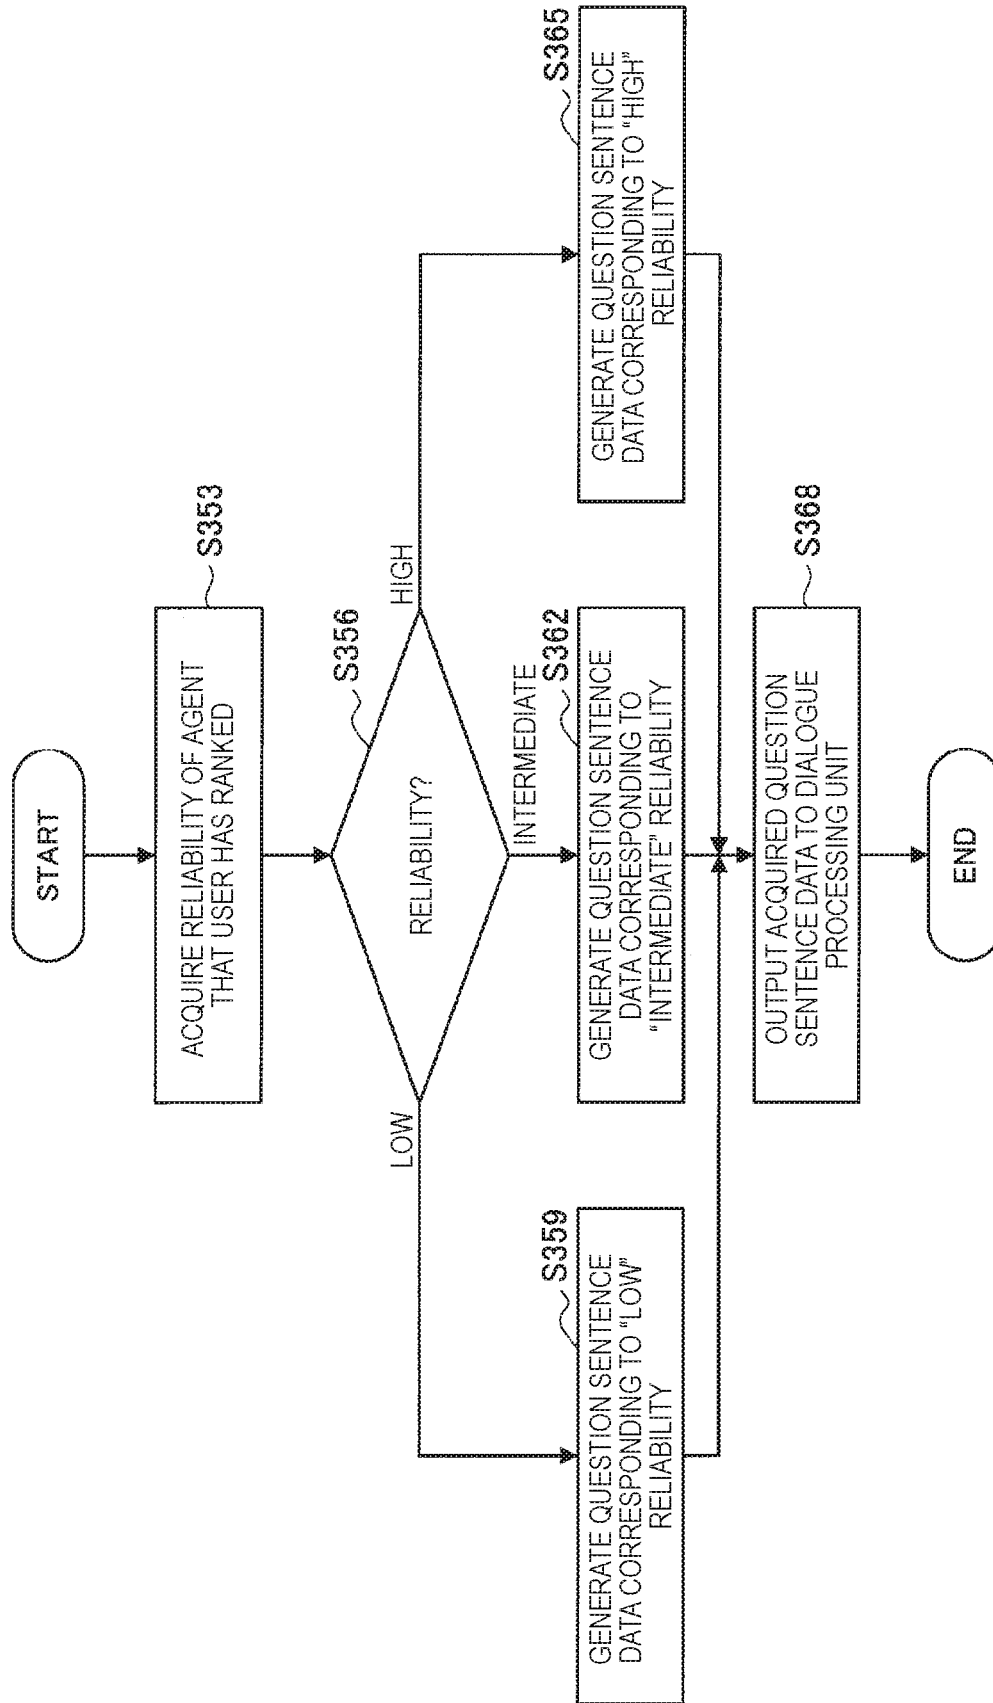 START
S353
ACQUIRE RELIABILITY OF AGENT
THAT USER HAS RANKED
S356
RELIABILITY?
LOW
INTERMEDIATE
HIGH
S359
GENERATE QUESTION SENTENCE
DATA CORRESPONDING TO "LOW"
RELIABILITY
S362
GENERATE QUESTION SENTENCE
DATA CORRESPONDING TO
"INTERMEDIATE" RELIABILITY
S365
GENERATE QUESTION SENTENCE
DATA CORRESPONDING TO "HIGH"
RELIABILITY
S368
OUTPUT ACQUIRED QUESTION
SENTENCE DATA TO DIALOGUE
PROCESSING UNIT
END